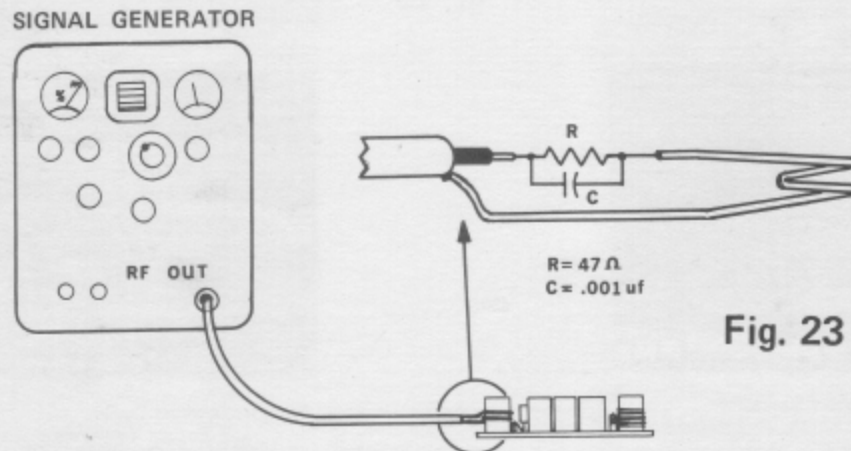 SIGNAL GENERATOR
%
R
C
RF OUT
R= 47 Ω
C= .001 uf
Fig. 23